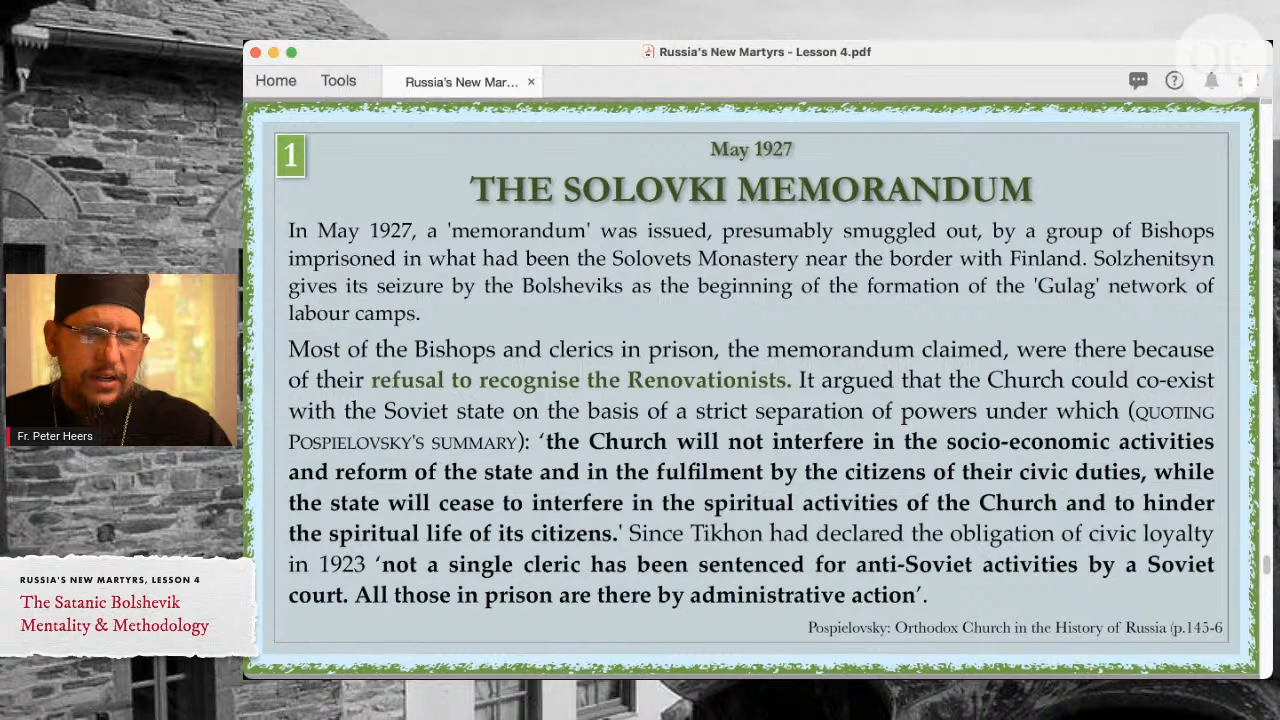 Russia's New Martyrs - Lesson 4.pdf
Home Tools Russia's New Mar... ×
OE
1
May 1927
THE SOLOVKI MEMORANDUM
In May 1927, a 'memorandum' was issued, presumably smuggled out, by a group of Bishops
imprisoned in what had been the Solovets Monastery near the border with Finland. Solzhenitsyn
gives its seizure by the Bolsheviks as the beginning of the formation of the 'Gulag' network of
labour camps.
Most of the Bishops and clerics in prison, the memorandum claimed, were there because
of their refusal to recognise the Renovationists. It argued that the Church could co-exist
with the Soviet state on the basis of a strict separation of powers under which (QUOTING
POSPIELOVSKY'S SUMMARY): 'the Church will not interfere in the socio-economic activities
and reform of the state and in the fulfilment by the citizens of their civic duties, while
the state will cease to interfere in the spiritual activities of the Church and to hinder
the spiritual life of its citizens.' Since Tikhon had declared the obligation of civic loyalty
in 1923 'not a single cleric has been sentenced for anti-Soviet activities by a Soviet
court. All those in prison are there by administrative action'.
Pospielovsky: Orthodox Church in the History of Russia (p.145-6
Fr. Peter Heers
RUSSIA'S NEW MARTYRS, LESSON 4
The Satanic Bolshevik
Mentality & Methodology